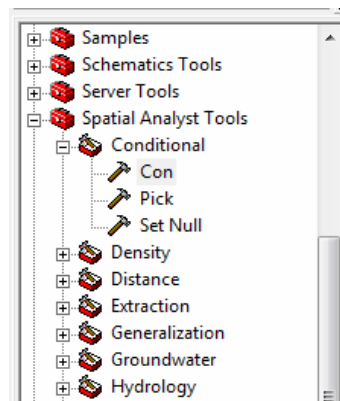 Samples
Schematics Tools
Server Tools
Spatial Analyst Tools
Conditional
Con
Pick
Set Null
Density
Distance
Extraction
Generalization
Groundwater
Hydrology